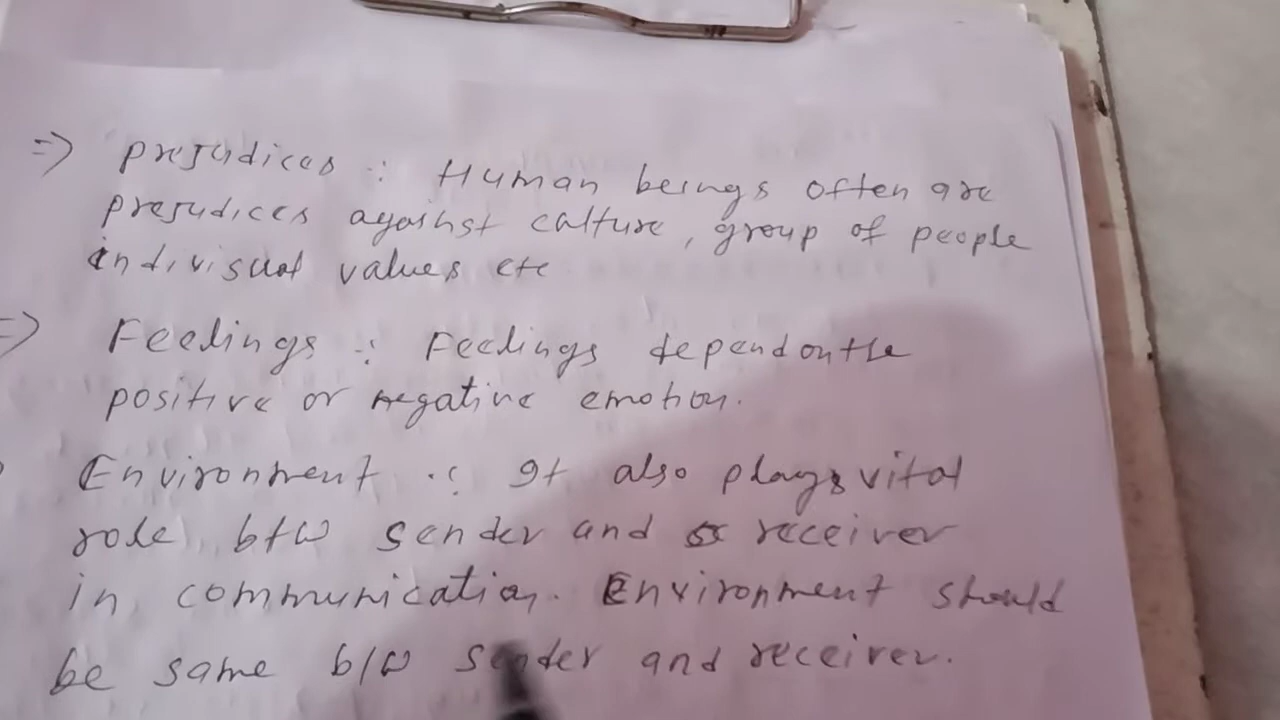 => prejudices : Human beings often are
prejudices against culture, group of people
indivisual values etc
=> Feelings : Feelings depend on the
positive or negative emotion.
Environment : It also plays vital
role btw sender and receiver
in communication. Environment should
be same b/w sender and receiver.